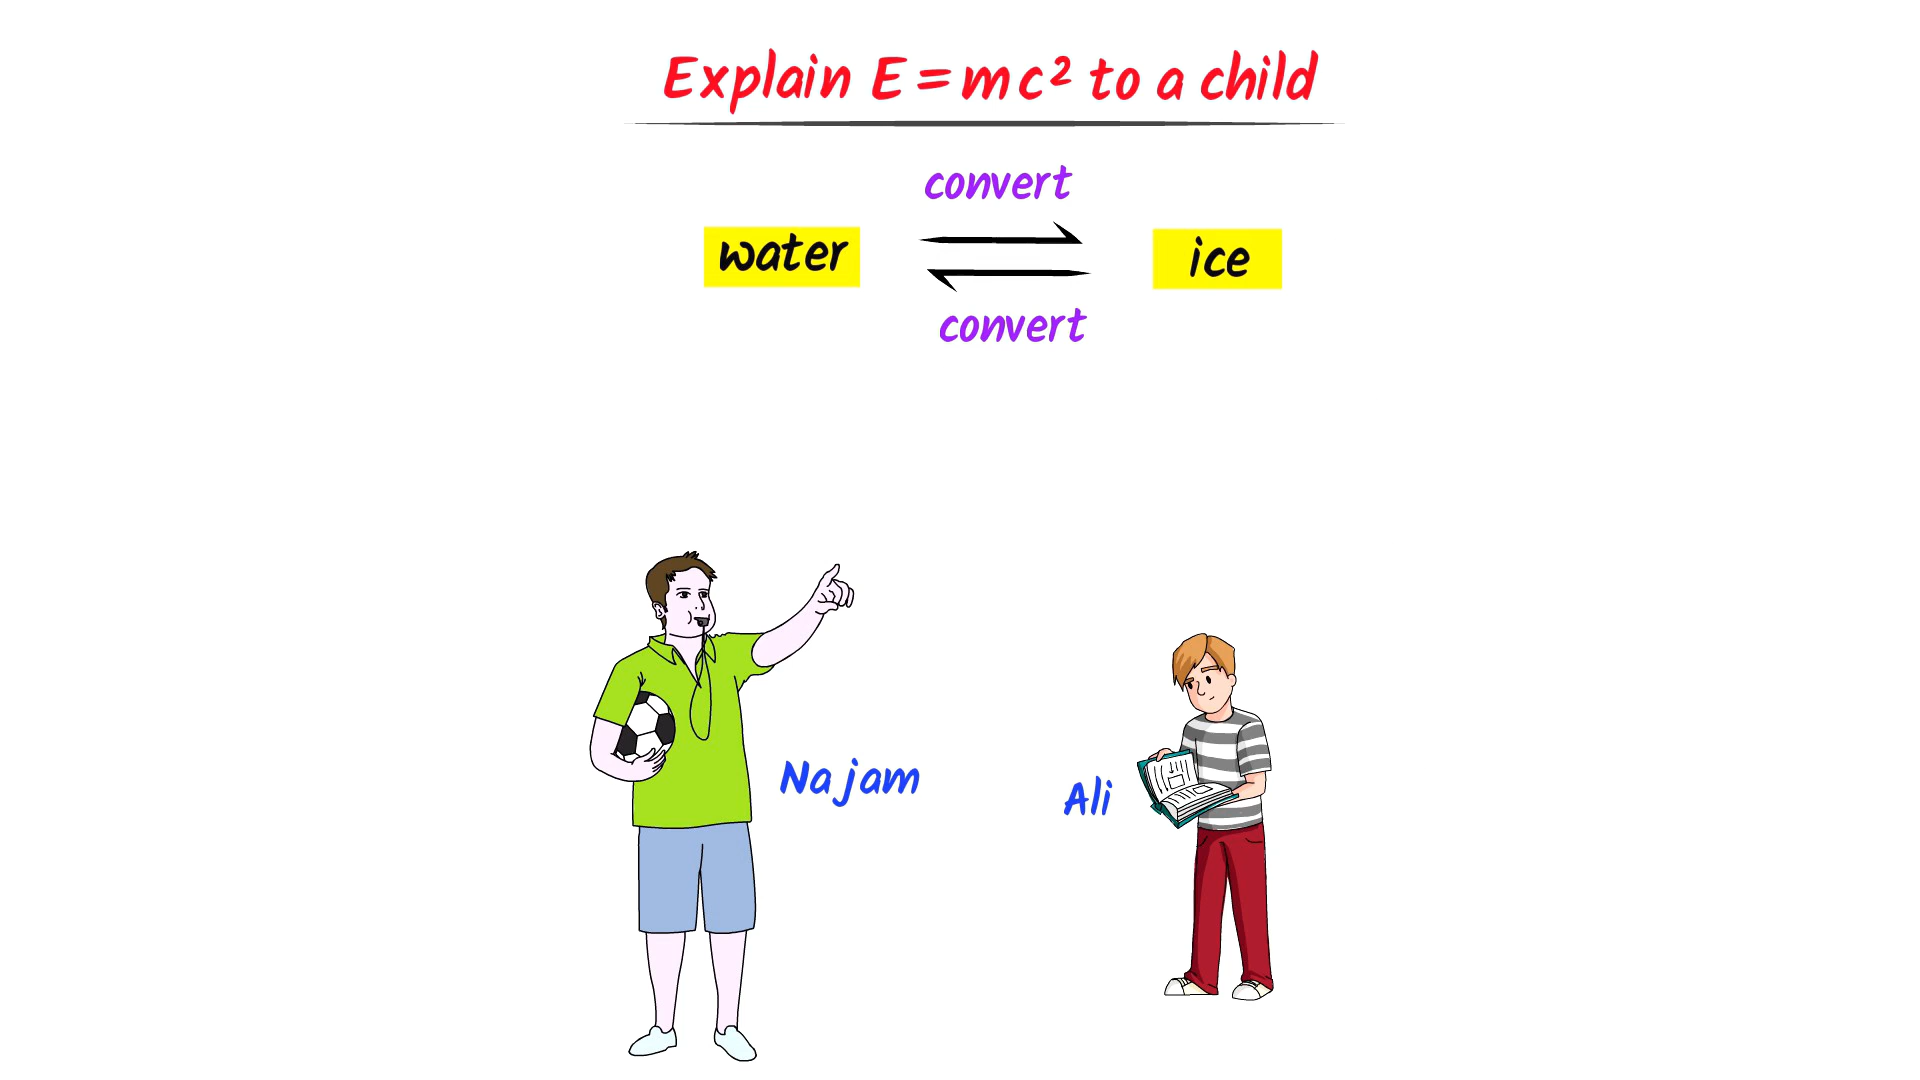 Explain E=mc² to a child
convert
water
ice
convert
Najam
Ali